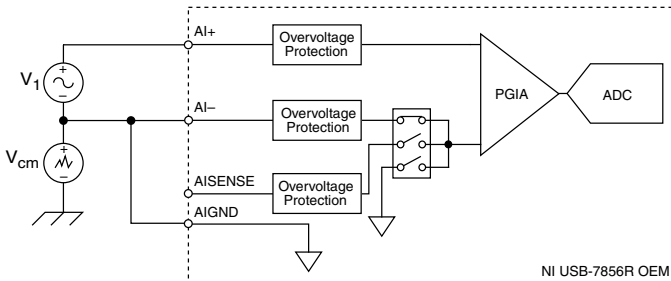 AI+
Overvoltage
Protection
V1
+
–
PGIA
ADC
AI–
Overvoltage
Protection
Vcm
+
–
AISENSE
Overvoltage
Protection
AIGND
NI USB-7856R OEM